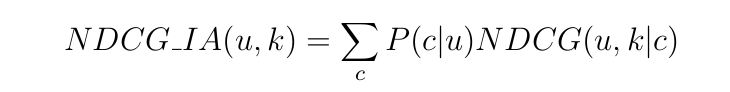 NDCG_IA(u, k) = ∑_c P(c|u)NDCG(u, k|c)